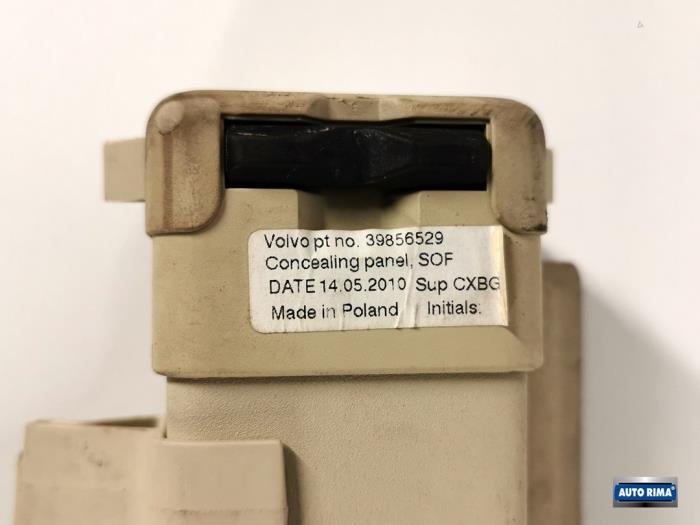 Volvo pt no. 39856529
Concealing panel, SOF
DATE 14.05.2010 Sup CXBG
Made in Poland Initials:
AUTO RIMA